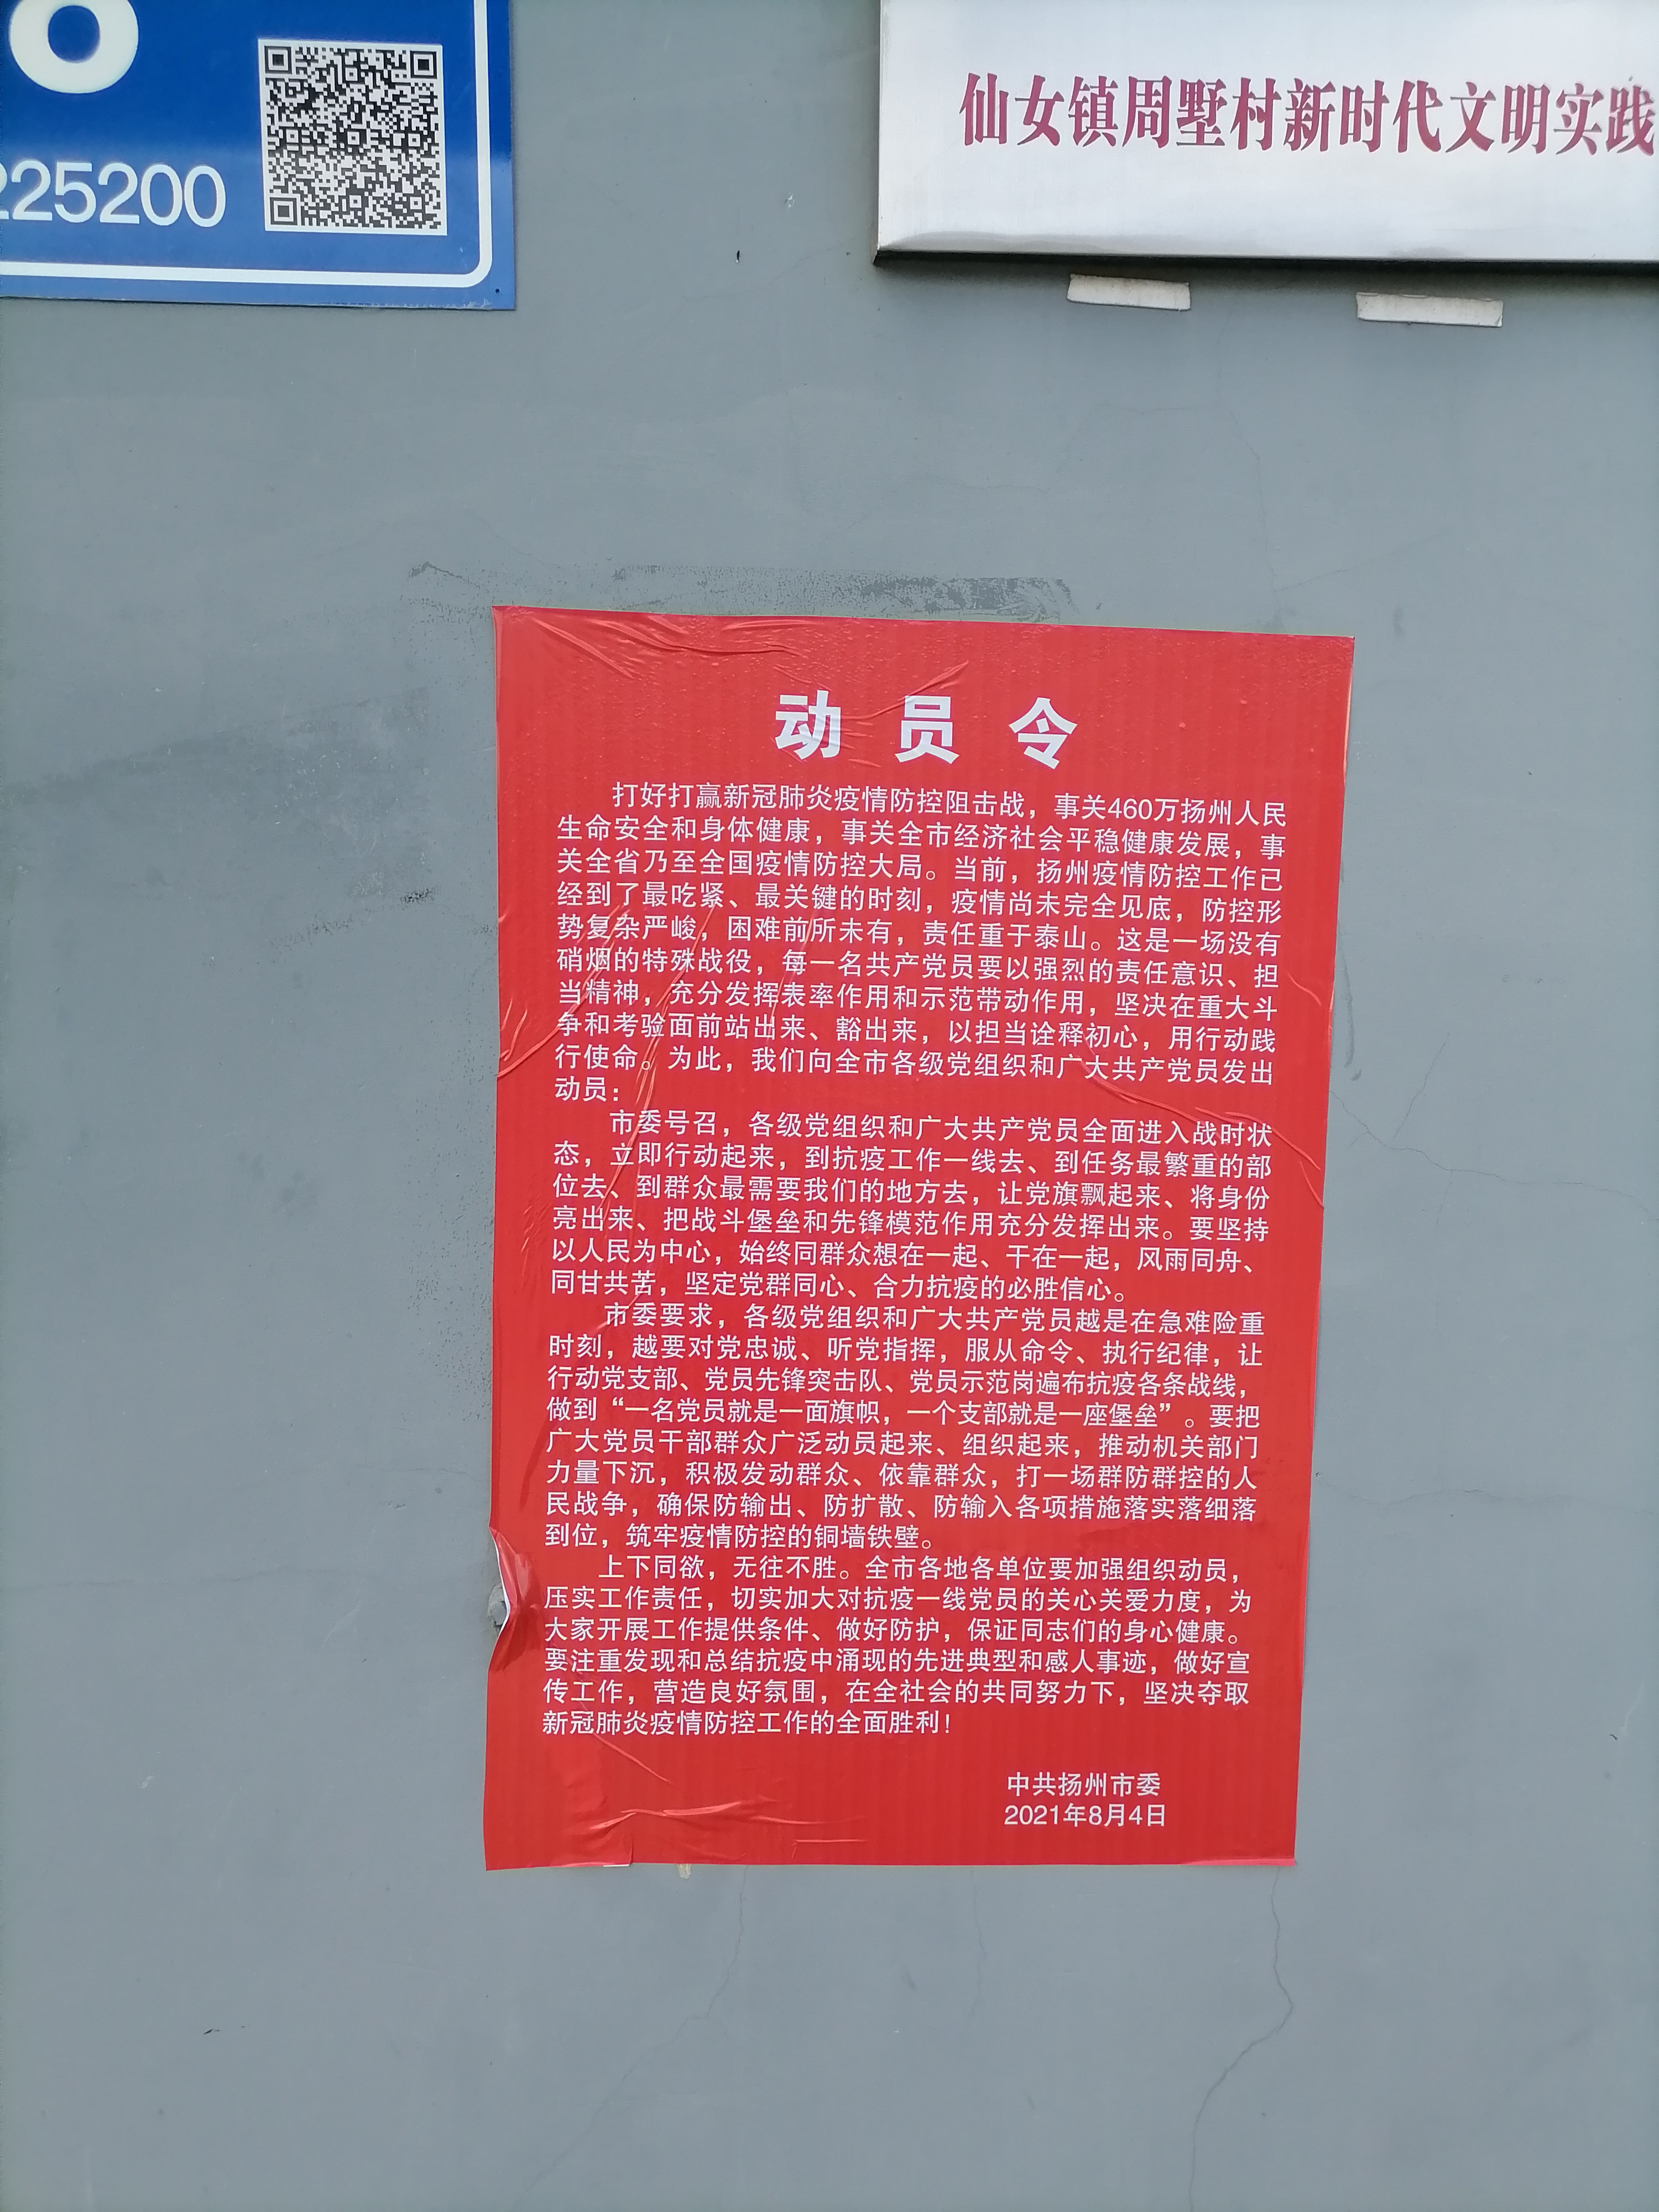 225200
仙女镇周墅村新时代文明实践
动员令
打好打赢新冠肺炎疫情防控阻击战，事关460万扬州人民
生命安全和身体健康，事关全市经济社会平稳健康发展，事
关全省乃至全国疫情防控大局。当前，扬州疫情防控工作已
经到了最吃紧、最关键的时刻，疫情尚未完全见底，防控形
势复杂严峻，困难前所未有，责任重于泰山。这是一场没有
硝烟的特殊战役，每一名共产党员要以强烈的责任意识、担
当精神，充分发挥表率作用和示范带动作用，坚决在重大斗
争和考验面前站出来、豁出来，以担当诠释初心，用行动践
行使命。为此，我们向全市各级党组织和广大共产党员发出
动员：
市委号召，各级党组织和广大共产党员全面进入战时状
态，立即行动起来，到抗疫工作一线去、到任务最繁重的部
位去、到群众最需要我们的地方去，让党旗飘起来、将身份
亮出来、把战斗堡垒和先锋模范作用充分发挥出来。要坚持
以人民为中心，始终同群众想在一起、干在一起，风雨同舟、
同甘共苦，坚定党群同心、合力抗疫的必胜信心。
市委要求，各级党组织和广大共产党员越是在急难险重
时刻，越要对党忠诚、听党指挥，服从命令、执行纪律，让
行动党支部、党员先锋突击队、党员示范岗遍布抗疫各条战线，
做到“一名党员就是一面旗帜，一个支部就是一座堡垒”。要把
广大党员干部群众广泛动员起来、组织起来，推动机关部门
力量下沉，积极发动群众、依靠群众，打一场群防群控的人
民战争，确保防输出、防扩散、防输入各项措施落实落细落
到位，筑牢疫情防控的铜墙铁壁。
上下同欲，无往不胜。全市各地各单位要加强组织动员，
压实工作责任，切实加大对抗疫一线党员的关心关爱力度，为
大家开展工作提供条件、做好防护，保证同志们的身心健康。
要注重发现和总结抗疫中涌现的先进典型和感人事迹，做好宣
传工作，营造良好氛围，在全社会的共同努力下，坚决夺取
新冠肺炎疫情防控工作的全面胜利！
中共扬州市委
2021年8月4日